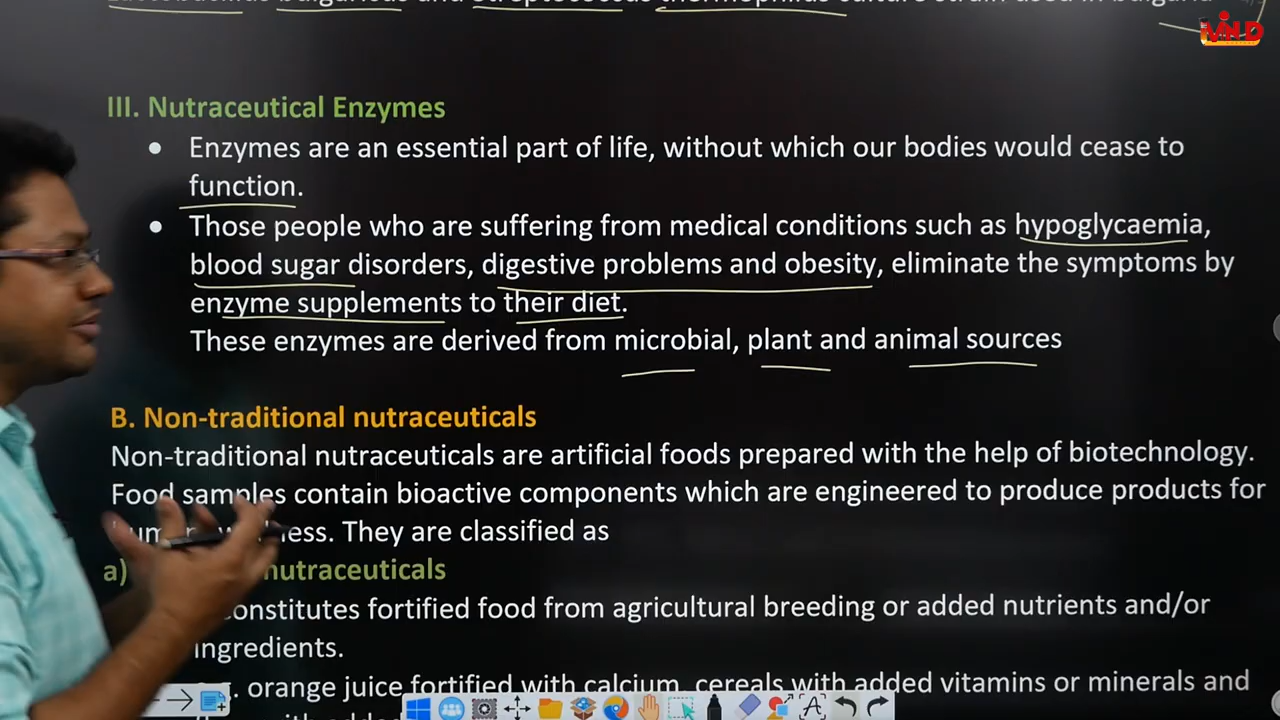 III. Nutraceutical Enzymes
• Enzymes are an essential part of life, without which our bodies would cease to
function.
• Those people who are suffering from medical conditions such as hypoglycaemia,
blood sugar disorders, digestive problems and obesity, eliminate the symptoms by
enzyme supplements to their diet.
These enzymes are derived from microbial, plant and animal sources
B. Non-traditional nutraceuticals
Non-traditional nutraceuticals are artificial foods prepared with the help of biotechnology.
Food samples contain bioactive components which are engineered to produce products for
They are classified as
a) nutraceuticals
constitutes fortified food from agricultural breeding or added nutrients and/or
ingredients.
orange juice fortified with calcium, cereals with added vitamins or minerals and